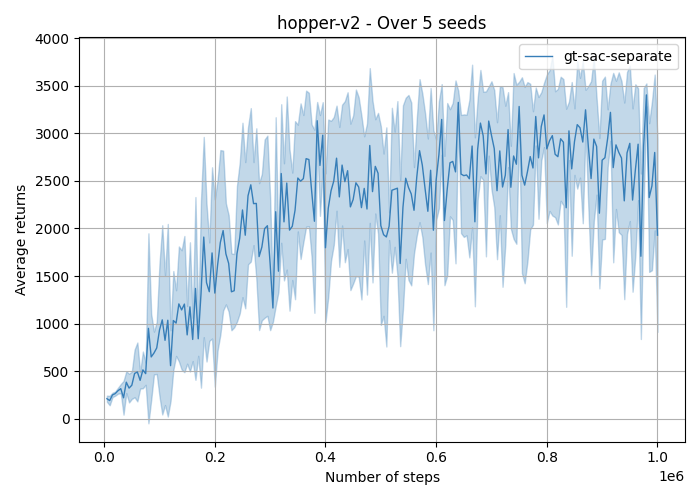 hopper-v2 - Over 5 seeds
gt-sac-separate
Average returns
4000
3500
3000
2500
2000
1500
1000
500
0
0.0 0.2 0.4 0.6 0.8 1.0
1e6
Number of steps